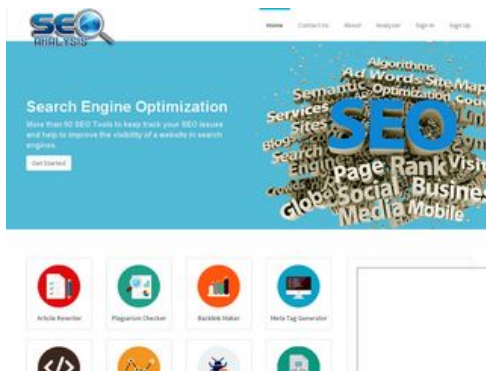 SEO
ANALYSIS
Home Contact Us About Analyzer Sign In Sign Up
Search Engine Optimization
More than 50 SEO Tools to keep track your SEO issues
and help to improve the visibility of a website in search
engines.
Get Started
Algorithms
Ad Words Site Map
Semantic Optimization
Services
Sites
SEO
Search
Engine
Page Rank Visit
Global Social Busines
Media Mobile
Article Rewriter
Plagiarism Checker
Backlink Maker
Meta Tag Generator